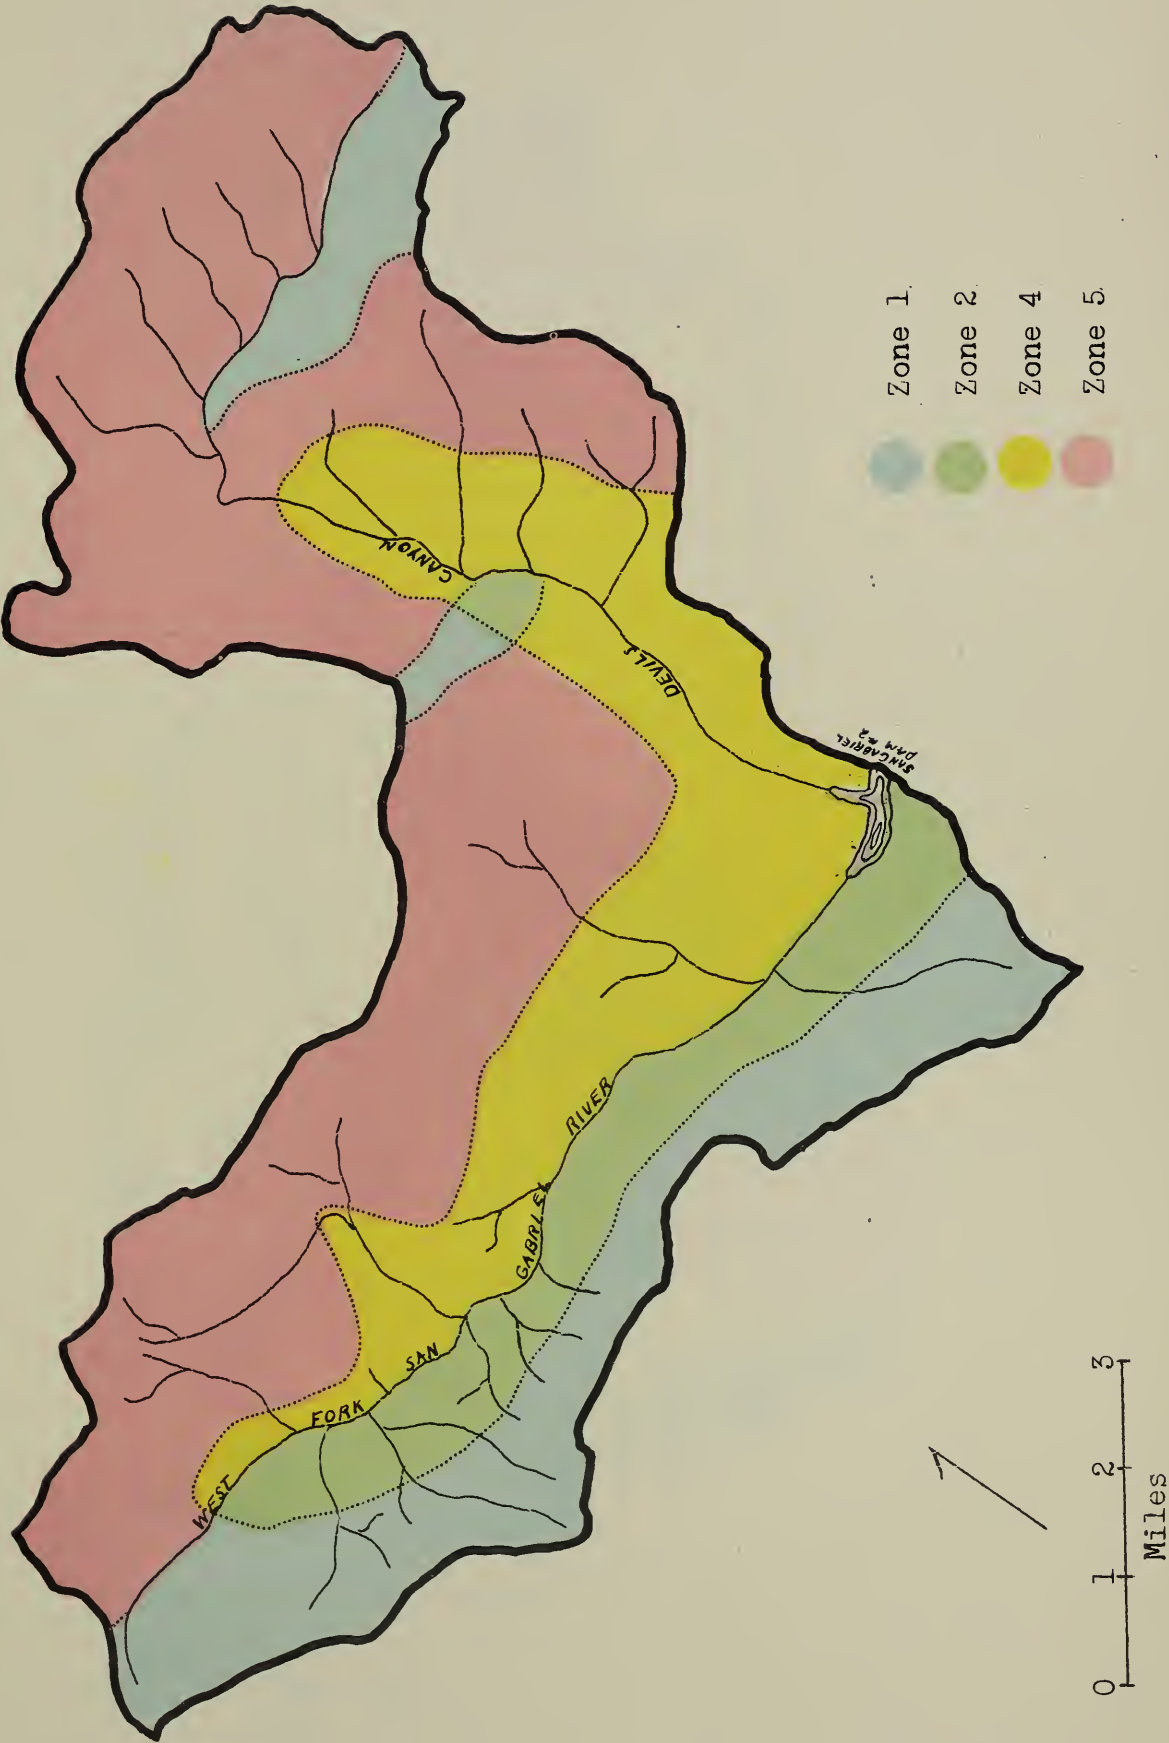 WEST
FORK
SAN
GABRIEL
RIVER
DEVILS
CANYON
SAN GABRIEL
DAM #2
Zone 1.
Zone 2.
Zone 4
Zone 5.
0 1 2 3
Miles